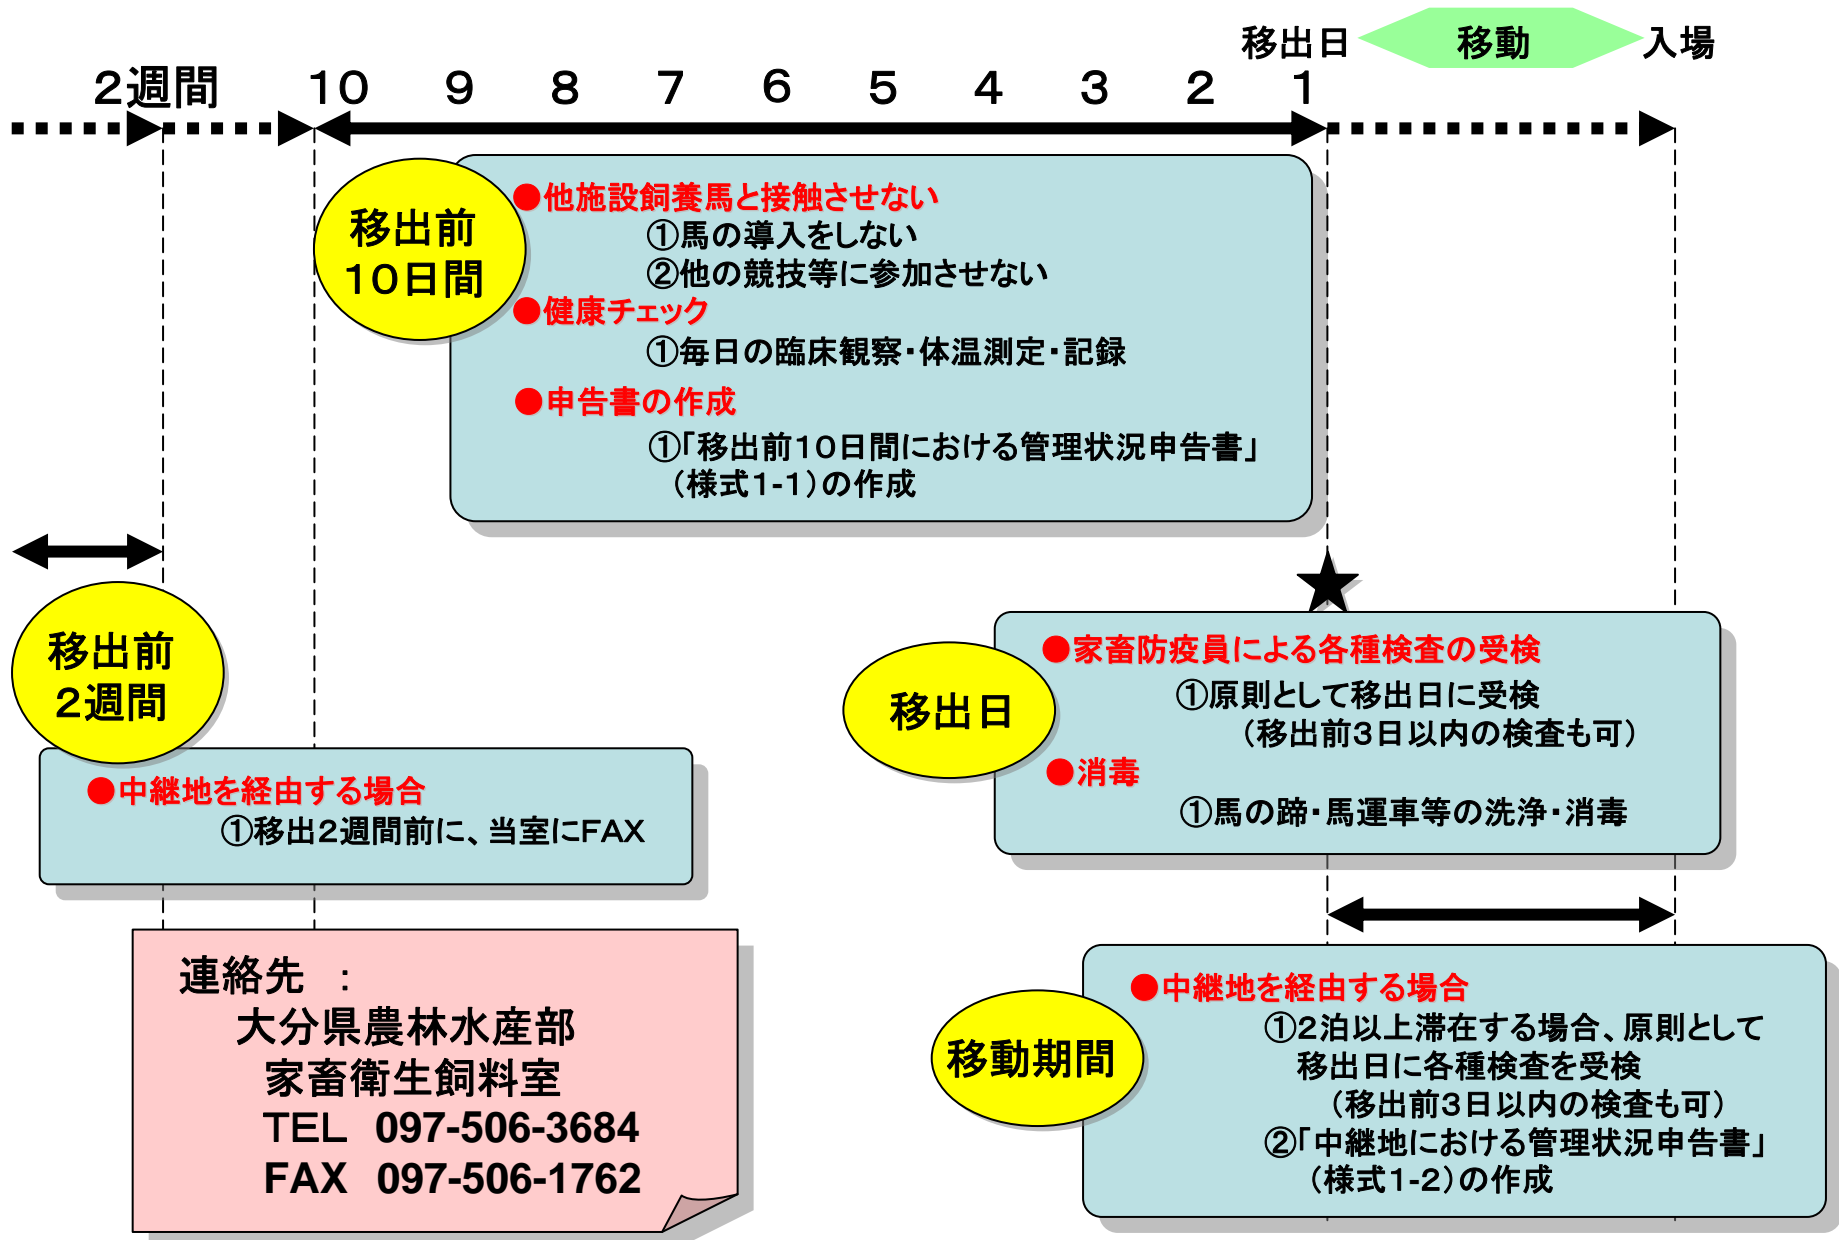 移出日 移動 入場
２週間 10 9 8 7 6 5 4 3 2 1
移出前
１０日間
●他施設飼養馬と接触させない
①馬の導入をしない
②他の競技等に参加させない
●健康チェック
①毎日の臨床観察・体温測定・記録
●申告書の作成
①「移出前１０日間における管理状況申告書」
（様式１-１）の作成
移出前
２週間
●中継地を経由する場合
①移出２週間前に、当室にFAX
移出日
●家畜防疫員による各種検査の受検
①原則として移出日に受検
（移出前３日以内の検査も可）
●消毒
①馬の蹄・馬運車等の洗浄・消毒
移動期間
●中継地を経由する場合
①２泊以上滞在する場合、原則として
移出日に各種検査を受検
（移出前３日以内の検査も可）
②「中継地における管理状況申告書」
（様式１-２）の作成
連絡先　：
大分県農林水産部
家畜衛生飼料室
TEL 097-506-3684
FAX 097-506-1762